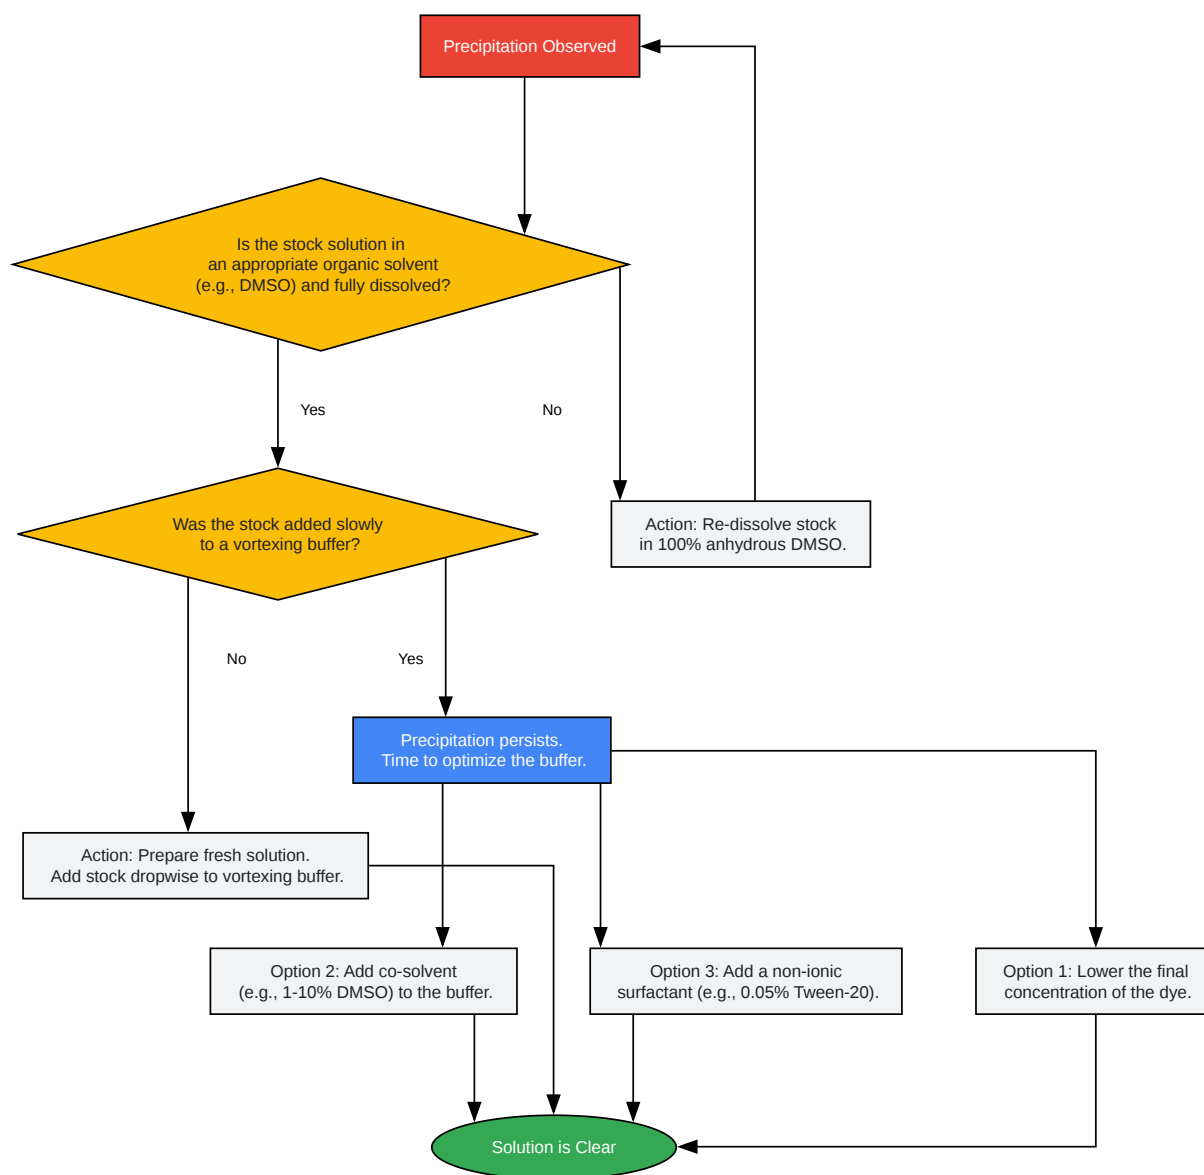 Precipitation Observed
Is the stock solution in
an appropriate organic solvent
(e.g., DMSO) and fully dissolved?
Yes
No
Was the stock added slowly
to a vortexing buffer?
Action: Re-dissolve stock
in 100% anhydrous DMSO.
No
Yes
Precipitation persists.
Time to optimize the buffer.
Action: Prepare fresh solution.
Add stock dropwise to vortexing buffer.
Option 2: Add co-solvent
(e.g., 1-10% DMSO) to the buffer.
Option 3: Add a non-ionic
surfactant (e.g., 0.05% Tween-20).
Option 1: Lower the final
concentration of the dye.
Solution is Clear